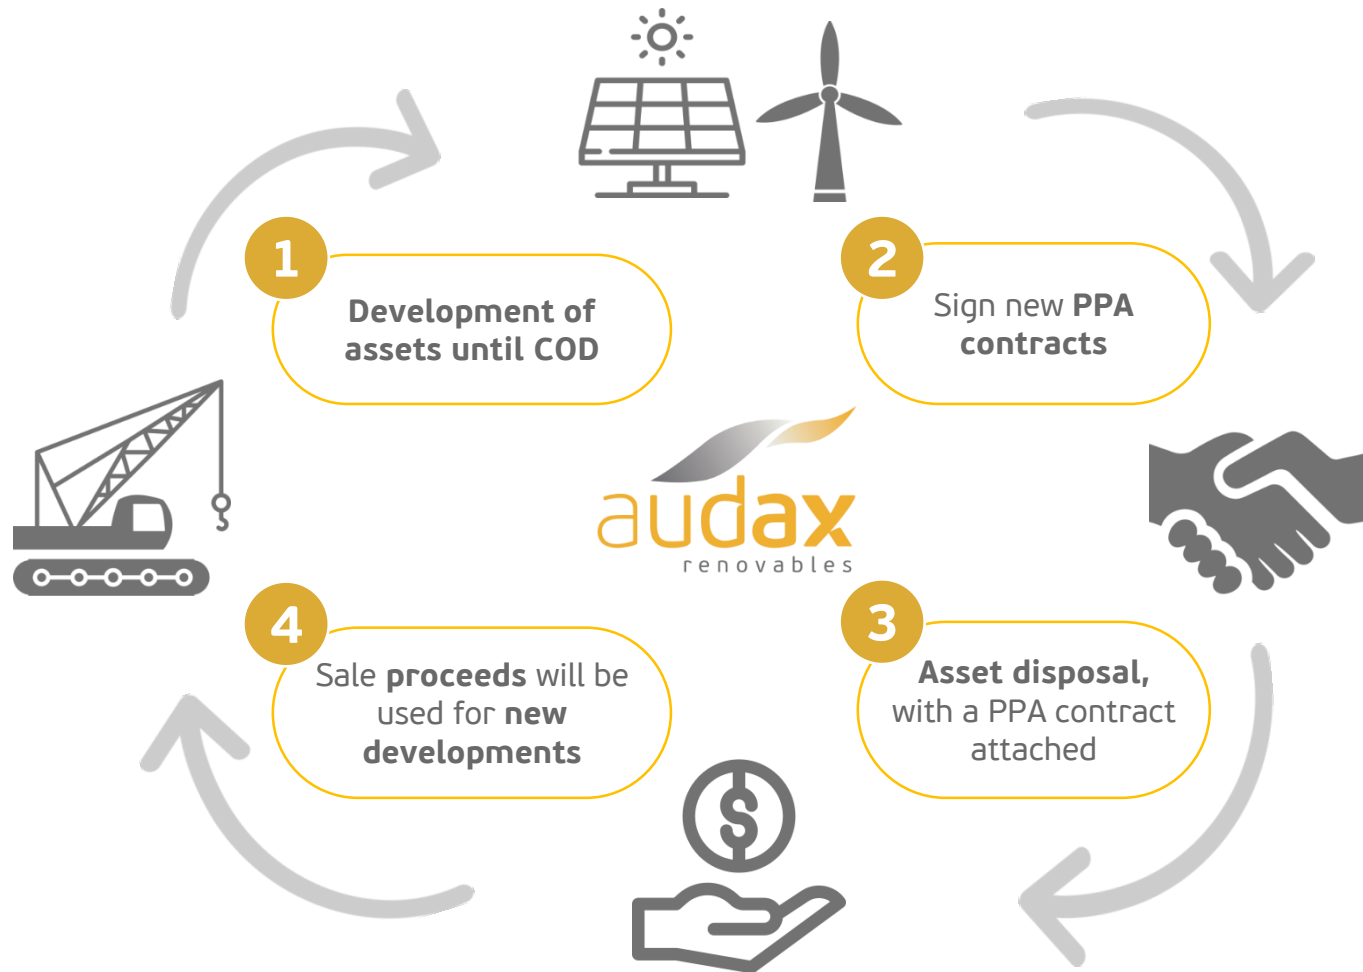 1
Development of
assets until COD
2
Sign new PPA
contracts
audax
renovables
3
Asset disposal,
with a PPA contract
attached
4
Sale proceeds will be
used for new
developments